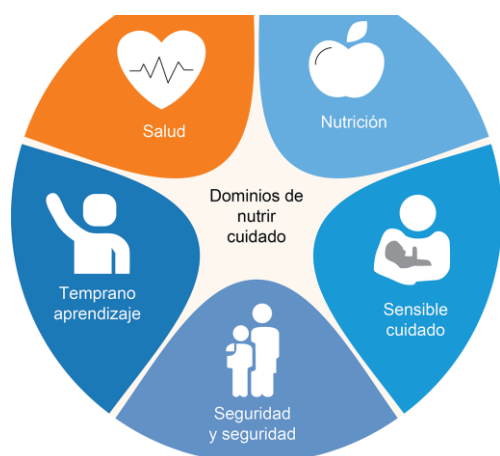 Salud
Nutrición
Dominios de
nutrir
cuidado
Temprano
aprendizaje
Sensible
cuidado
Seguridad
y seguridad